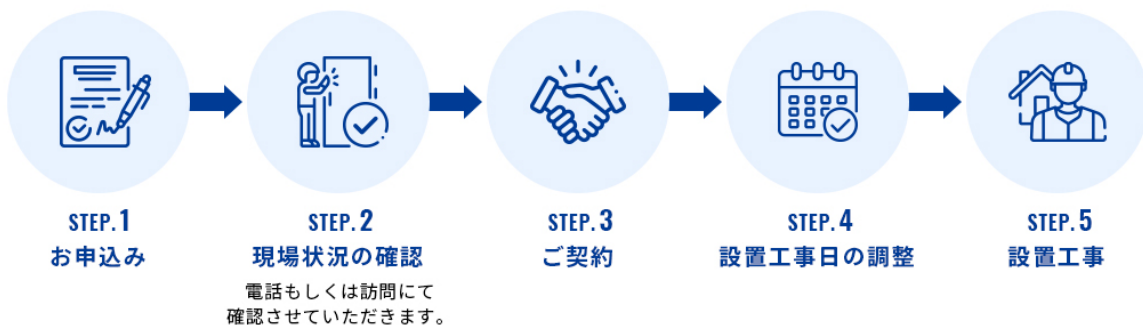 STEP.1
お申込み
STEP.2
現場状況の確認
電話もしくは訪問にて
確認させていただきます。
STEP.3
ご契約
STEP.4
設置工事日の調整
STEP.5
設置工事